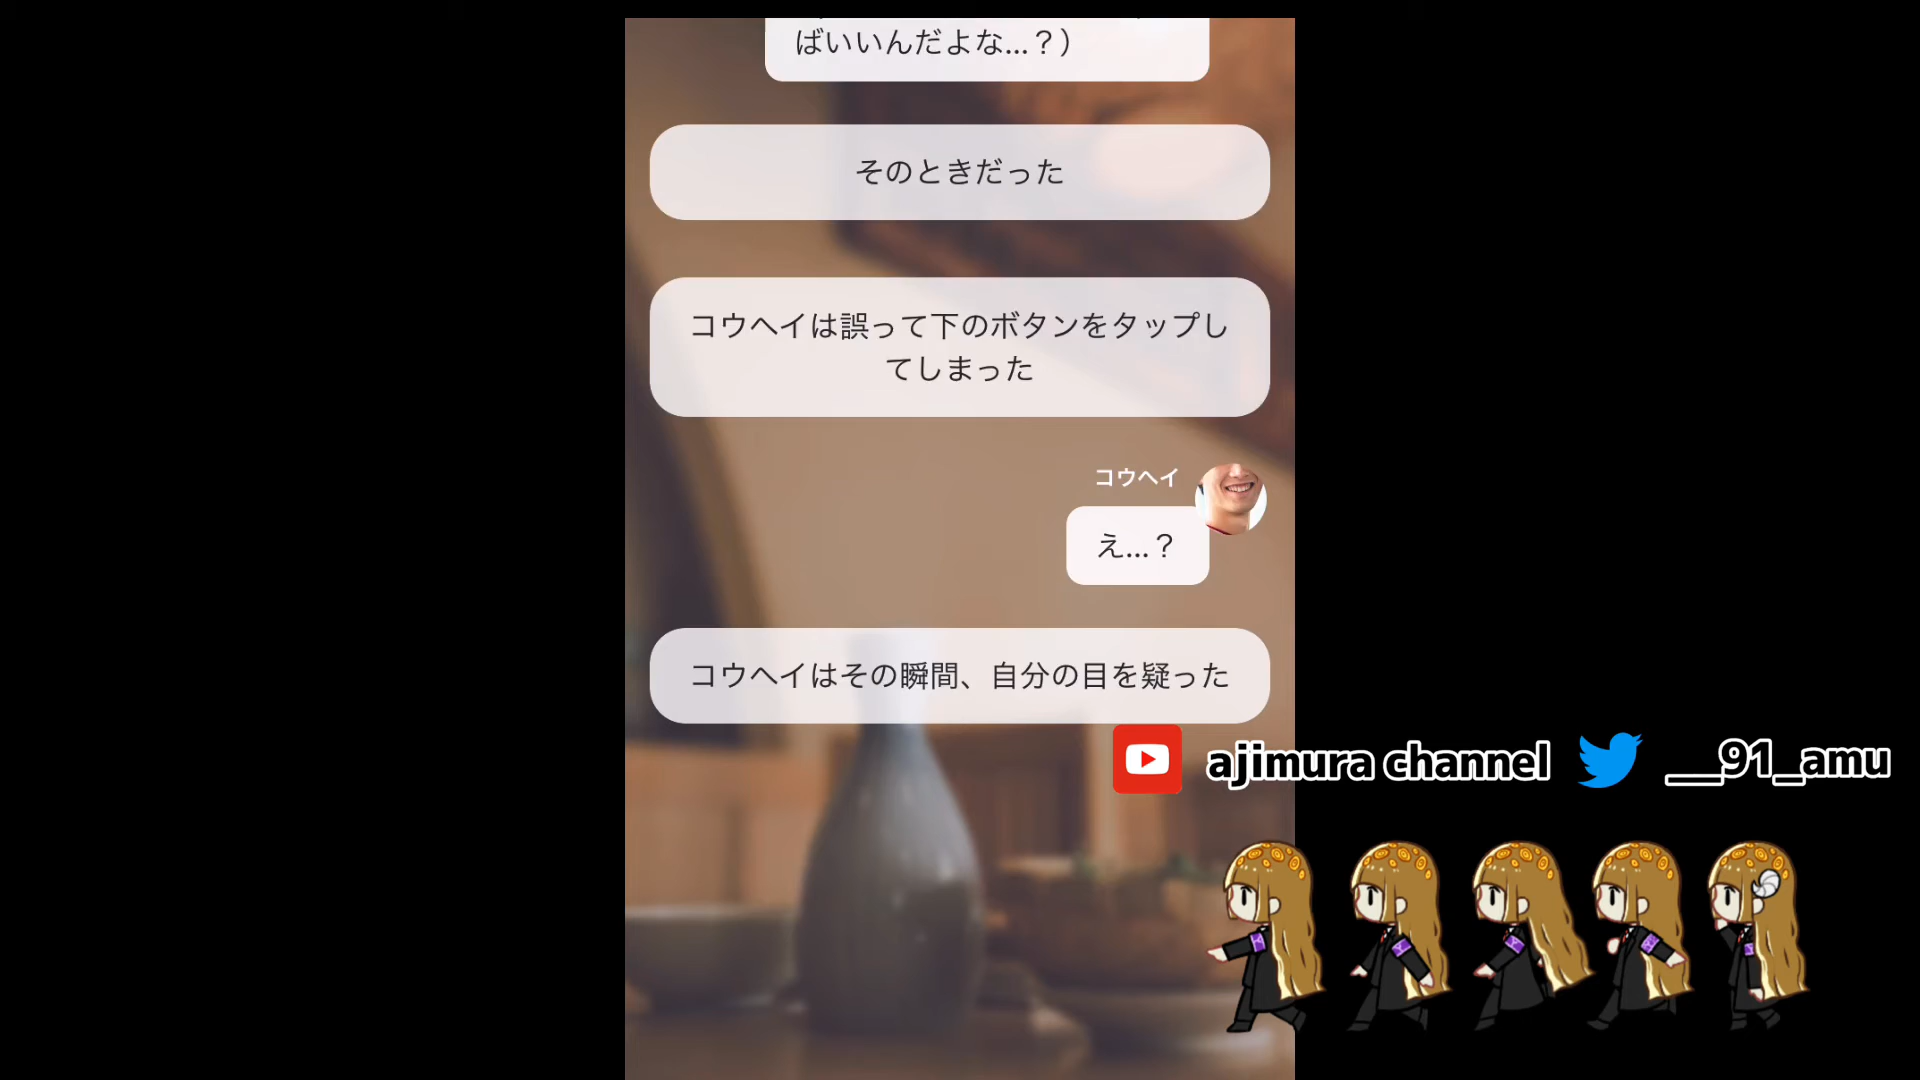 ばいいんだよな...？）
そのときだった
コウヘイは誤って下のボタンをタップし
てしまった
コウヘイ
え...？
コウヘイはその瞬間、自分の目を疑った
ajimura channel
__91_amu